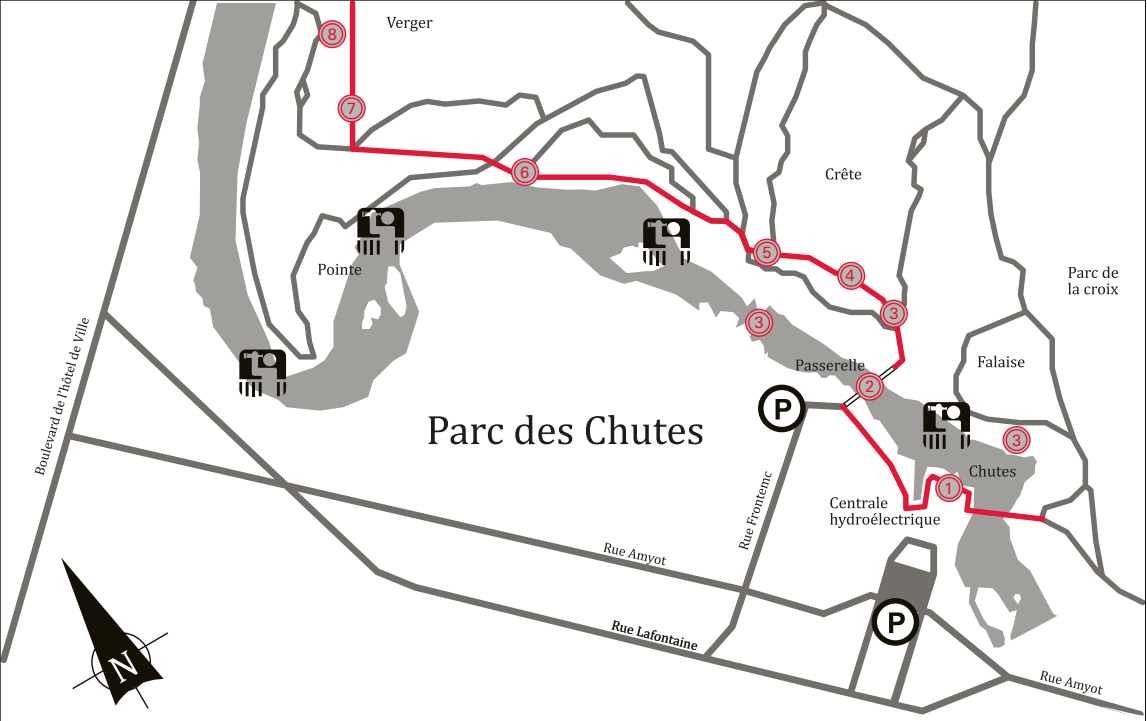 8
Verger
7
6
Crête
5
4
3
3
Pointe
Parc de
la croix
Passerelle
Falaise
2
P
Boulevard de l'hôtel de Ville
Parc des Chutes
3
Chutes
1
Centrale
hydroélectrique
Rue Frontemc
Rue Amyot
P
Rue Lafontaine
N
Rue Amyot